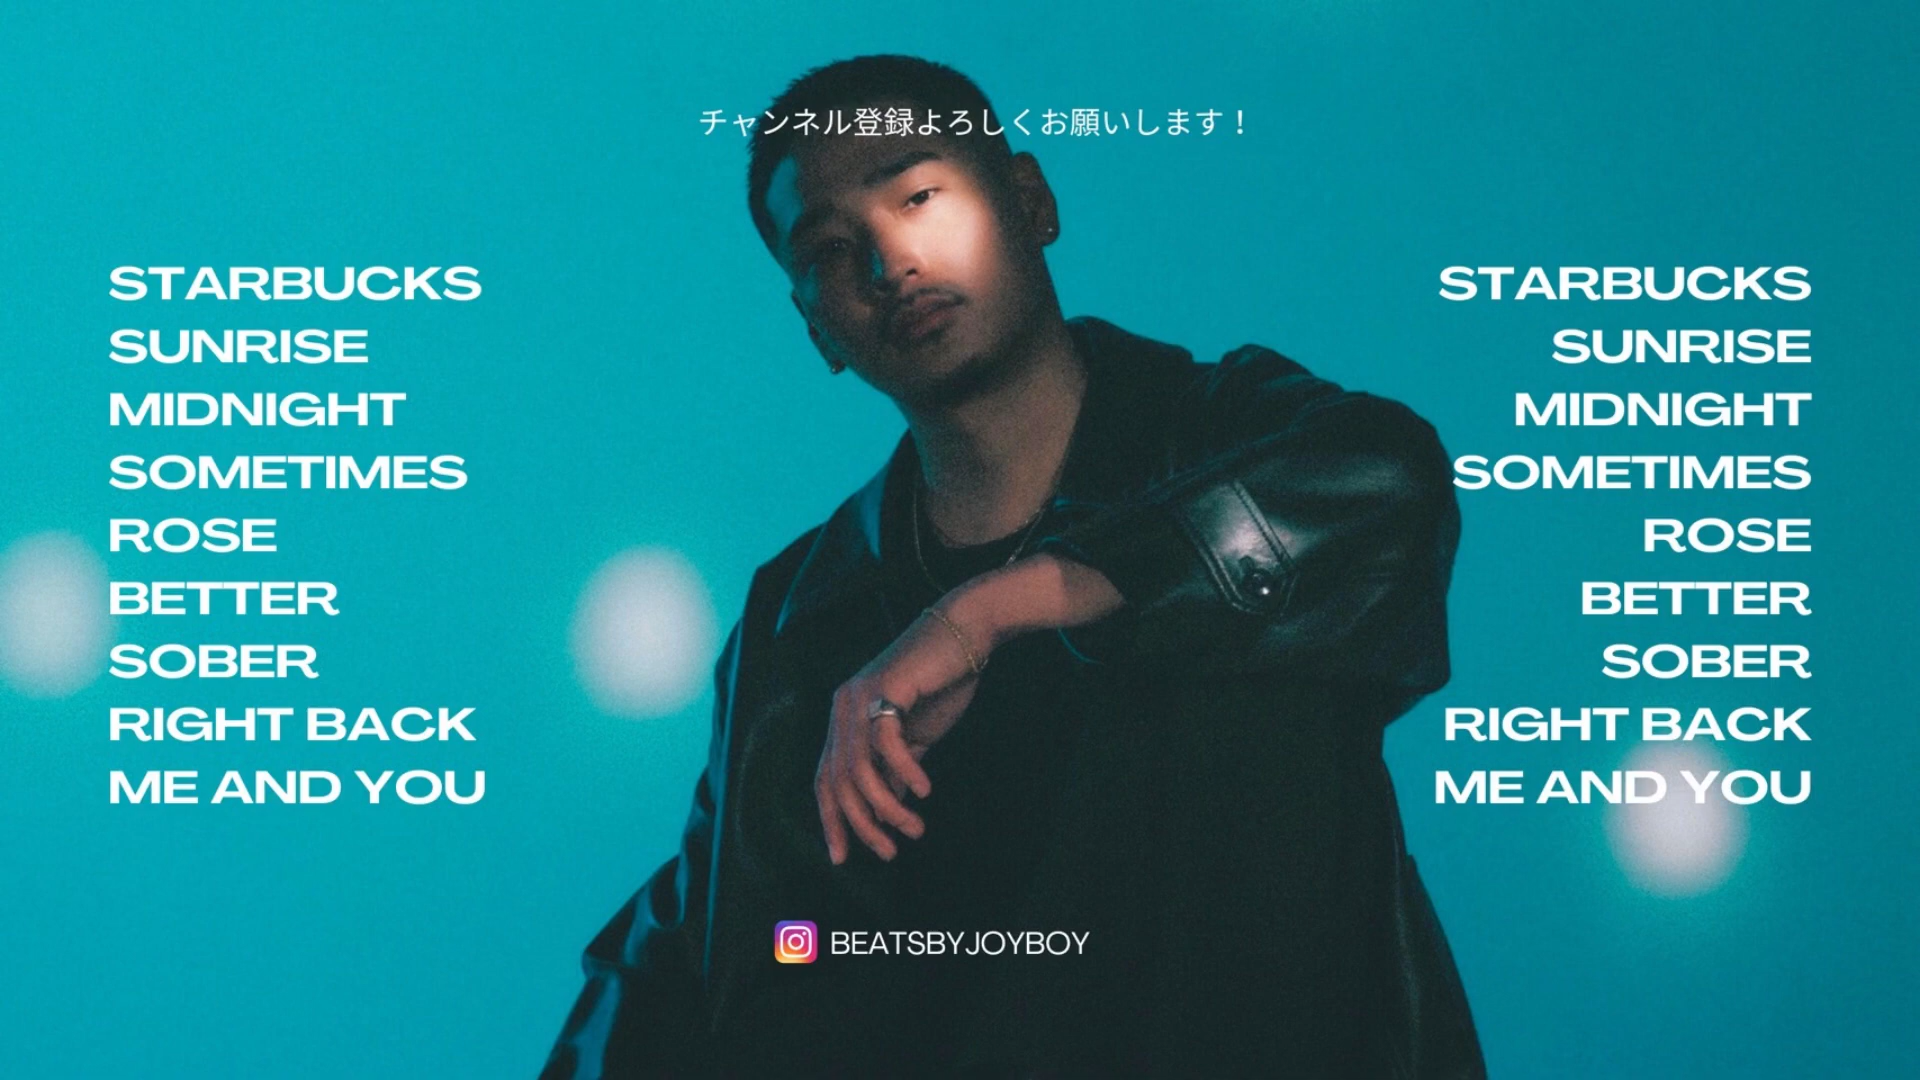 チャンネル登録よろしくお願いします！
STARBUCKS
SUNRISE
MIDNIGHT
SOMETIMES
ROSE
BETTER
SOBER
RIGHT BACK
ME AND YOU
STARBUCKS
SUNRISE
MIDNIGHT
SOMETIMES
ROSE
BETTER
SOBER
RIGHT BACK
ME AND YOU
BEATSBYJOYBOY